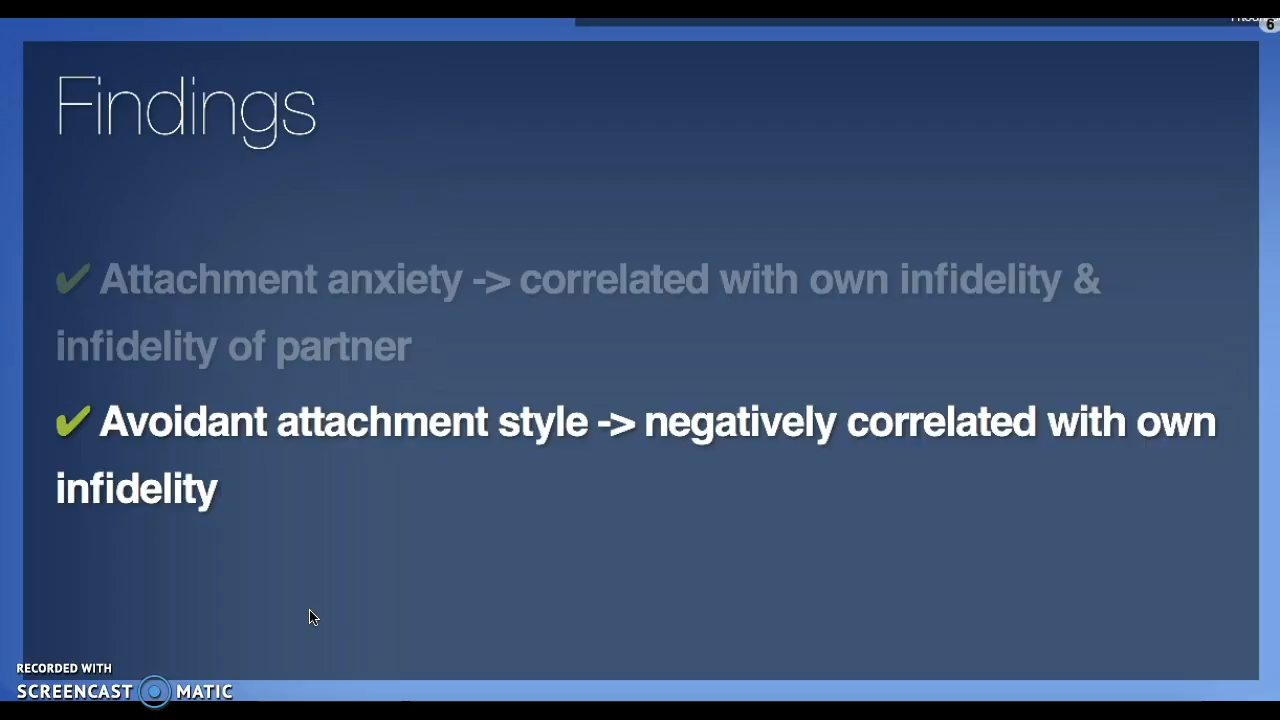 6
Findings
✔ Attachment anxiety -> correlated with own infidelity &
infidelity of partner
✔ Avoidant attachment style -> negatively correlated with own
infidelity
RECORDED WITH
SCREENCAST MATIC